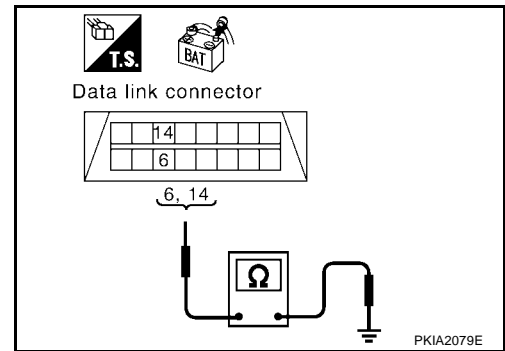 T.S.
BAT
Data link connector
14
6
6, 14
Ω
PKIA2079E